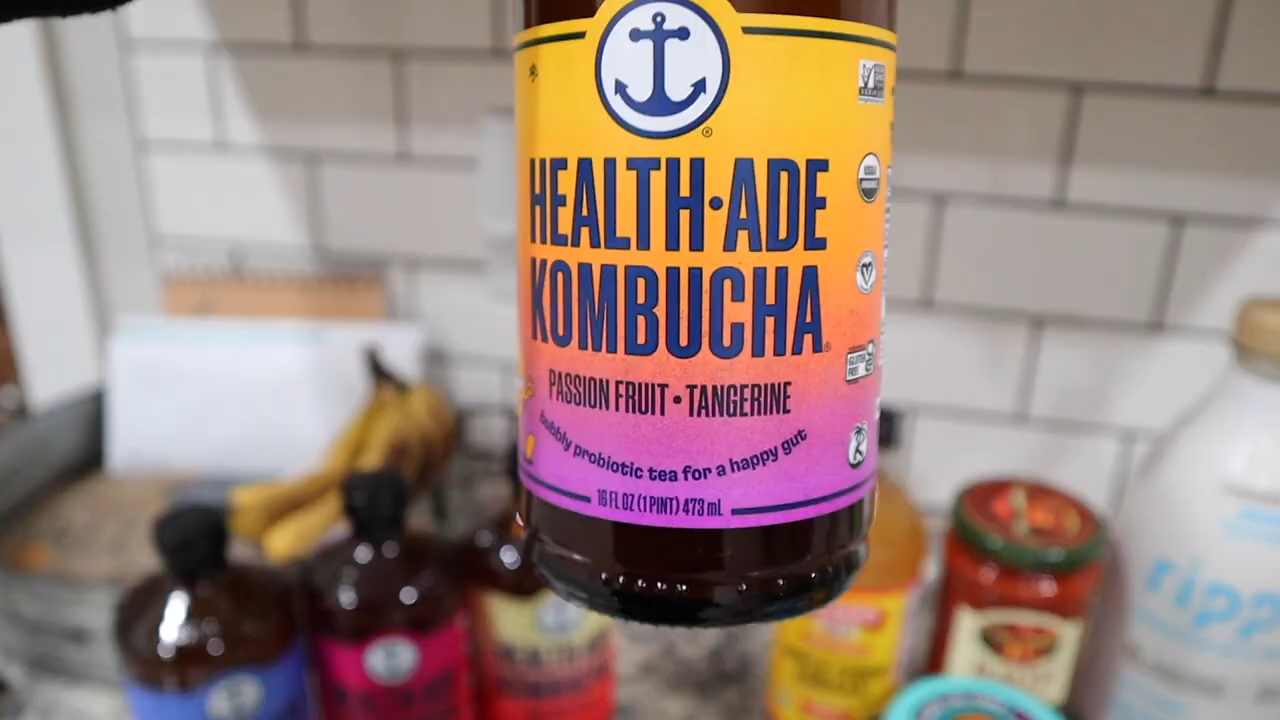 HEALTH·ADE
KOMBUCHA
PASSION FRUIT • TANGERINE
bubbly probiotic tea for a happy gut
16 FL OZ (1 PINT) 473 mL
ripp